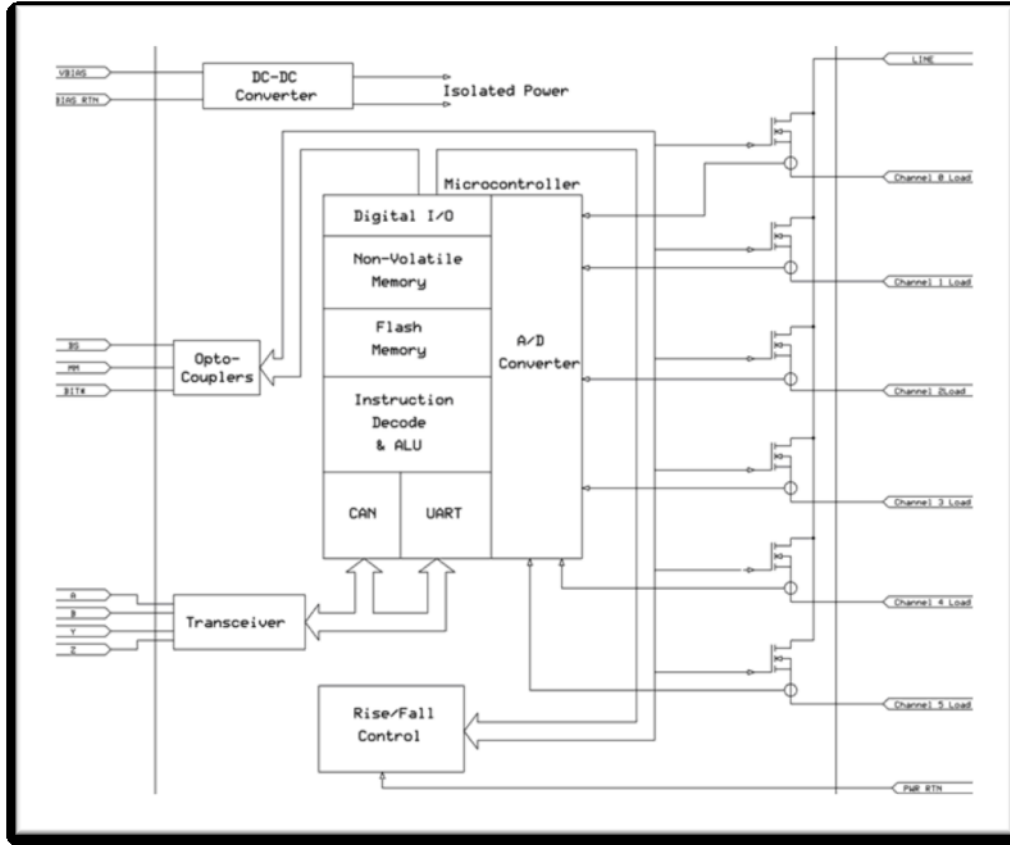 VBIAS
BIAS RTN
DC-DC
Converter
Isolated Power
LINE
Microcontroller
Channel 0 Load
Digital I/O
Non-Volatile
Memory
Flash
Memory
Instruction
Decode
& ALU
CAN
UART
A/D
Converter
Channel 1 Load
BS
MM
BIT#
Opto-
Couplers
Channel 2Load
Channel 3 Load
A
B
Y
Z
Transceiver
Channel 4 Load
Rise/Fall
Control
Channel 5 Load
PWR RTN